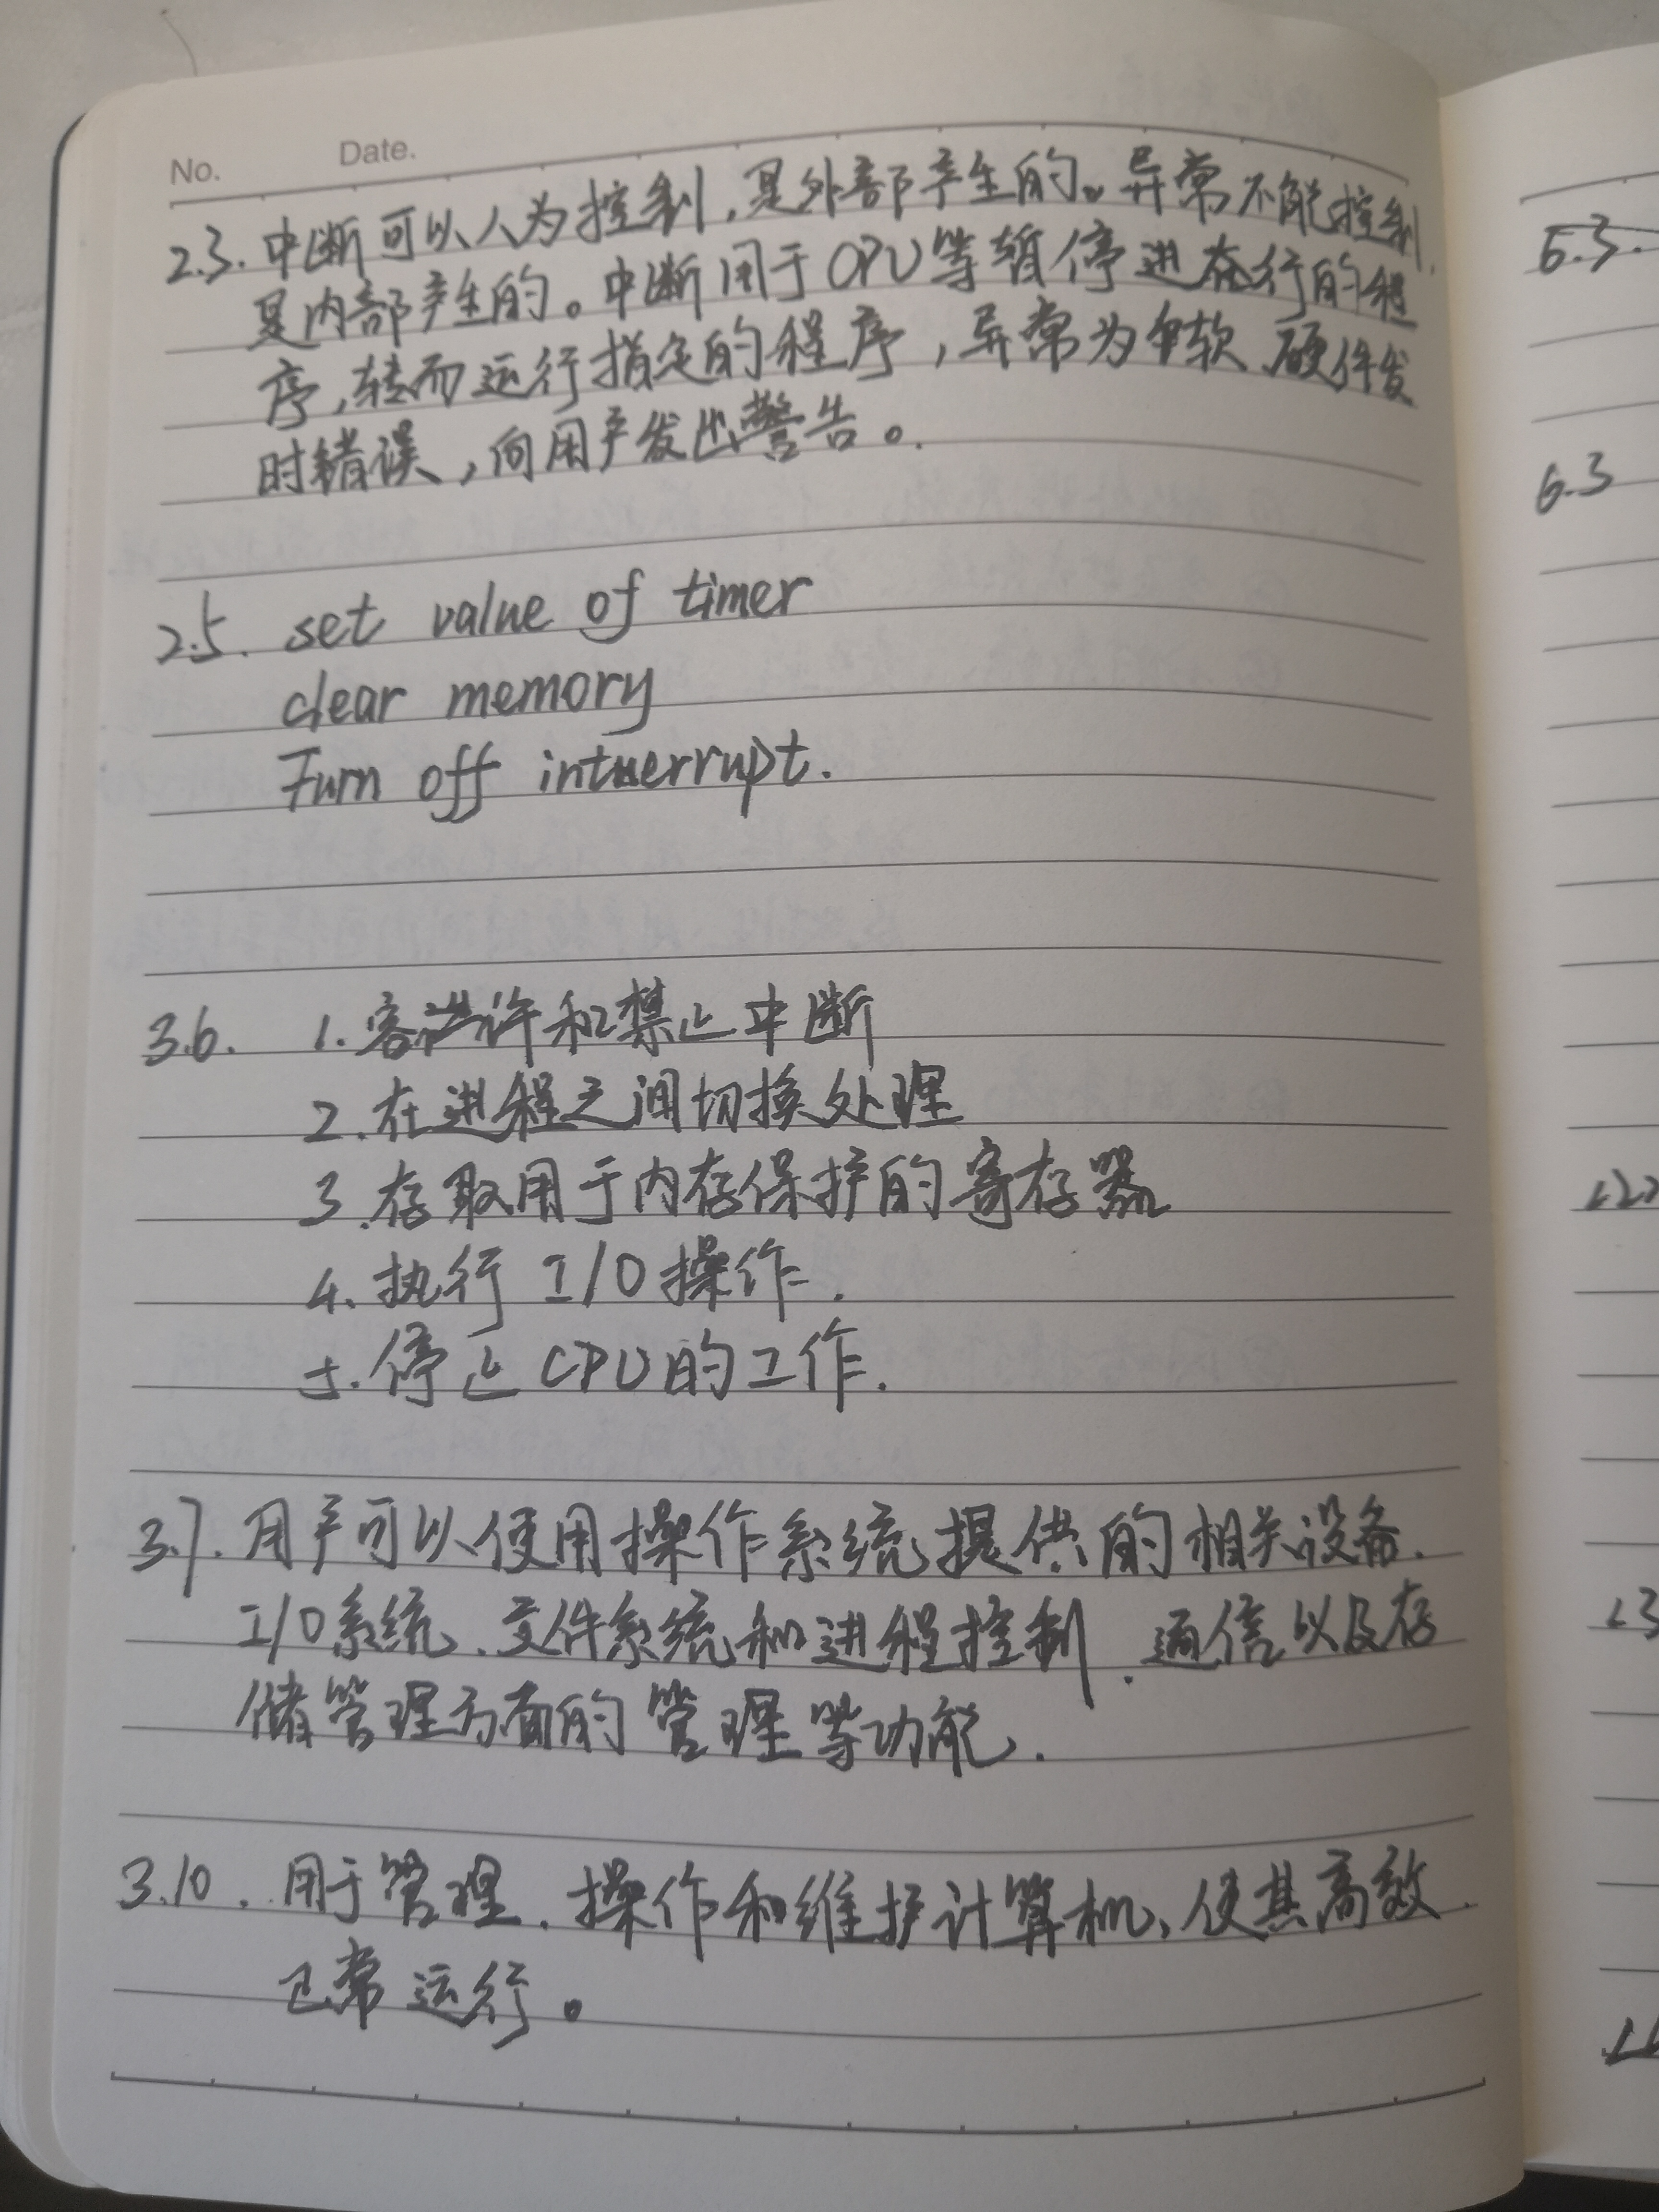 No. Date.
2.3. 中断可以人为控制,是外部产生的。异常不能控制,
是内部产生的。中断用于CPU等暂停进在行的程
序,转而运行指定的程序,异常为单软、硬件发
时错误,向用户发出警告。
2.5. set value of timer
clear memory
Turn off interrupt.
3.6. 1. 容许和禁止中断
2. 在进程之间切换处理
3. 存取用于内存保护的寄存器
4. 执行 I/O 操作.
5. 停止 CPU 的工作.
3.7. 用户可以使用操作系统提供的相关设备.
I/O系统、文件系统和进程控制、通信以及存
储管理方面的管理等功能.
3.10. 用于管理、操作和维护计算机,使其高效
正常运行。
5.3.
6.3